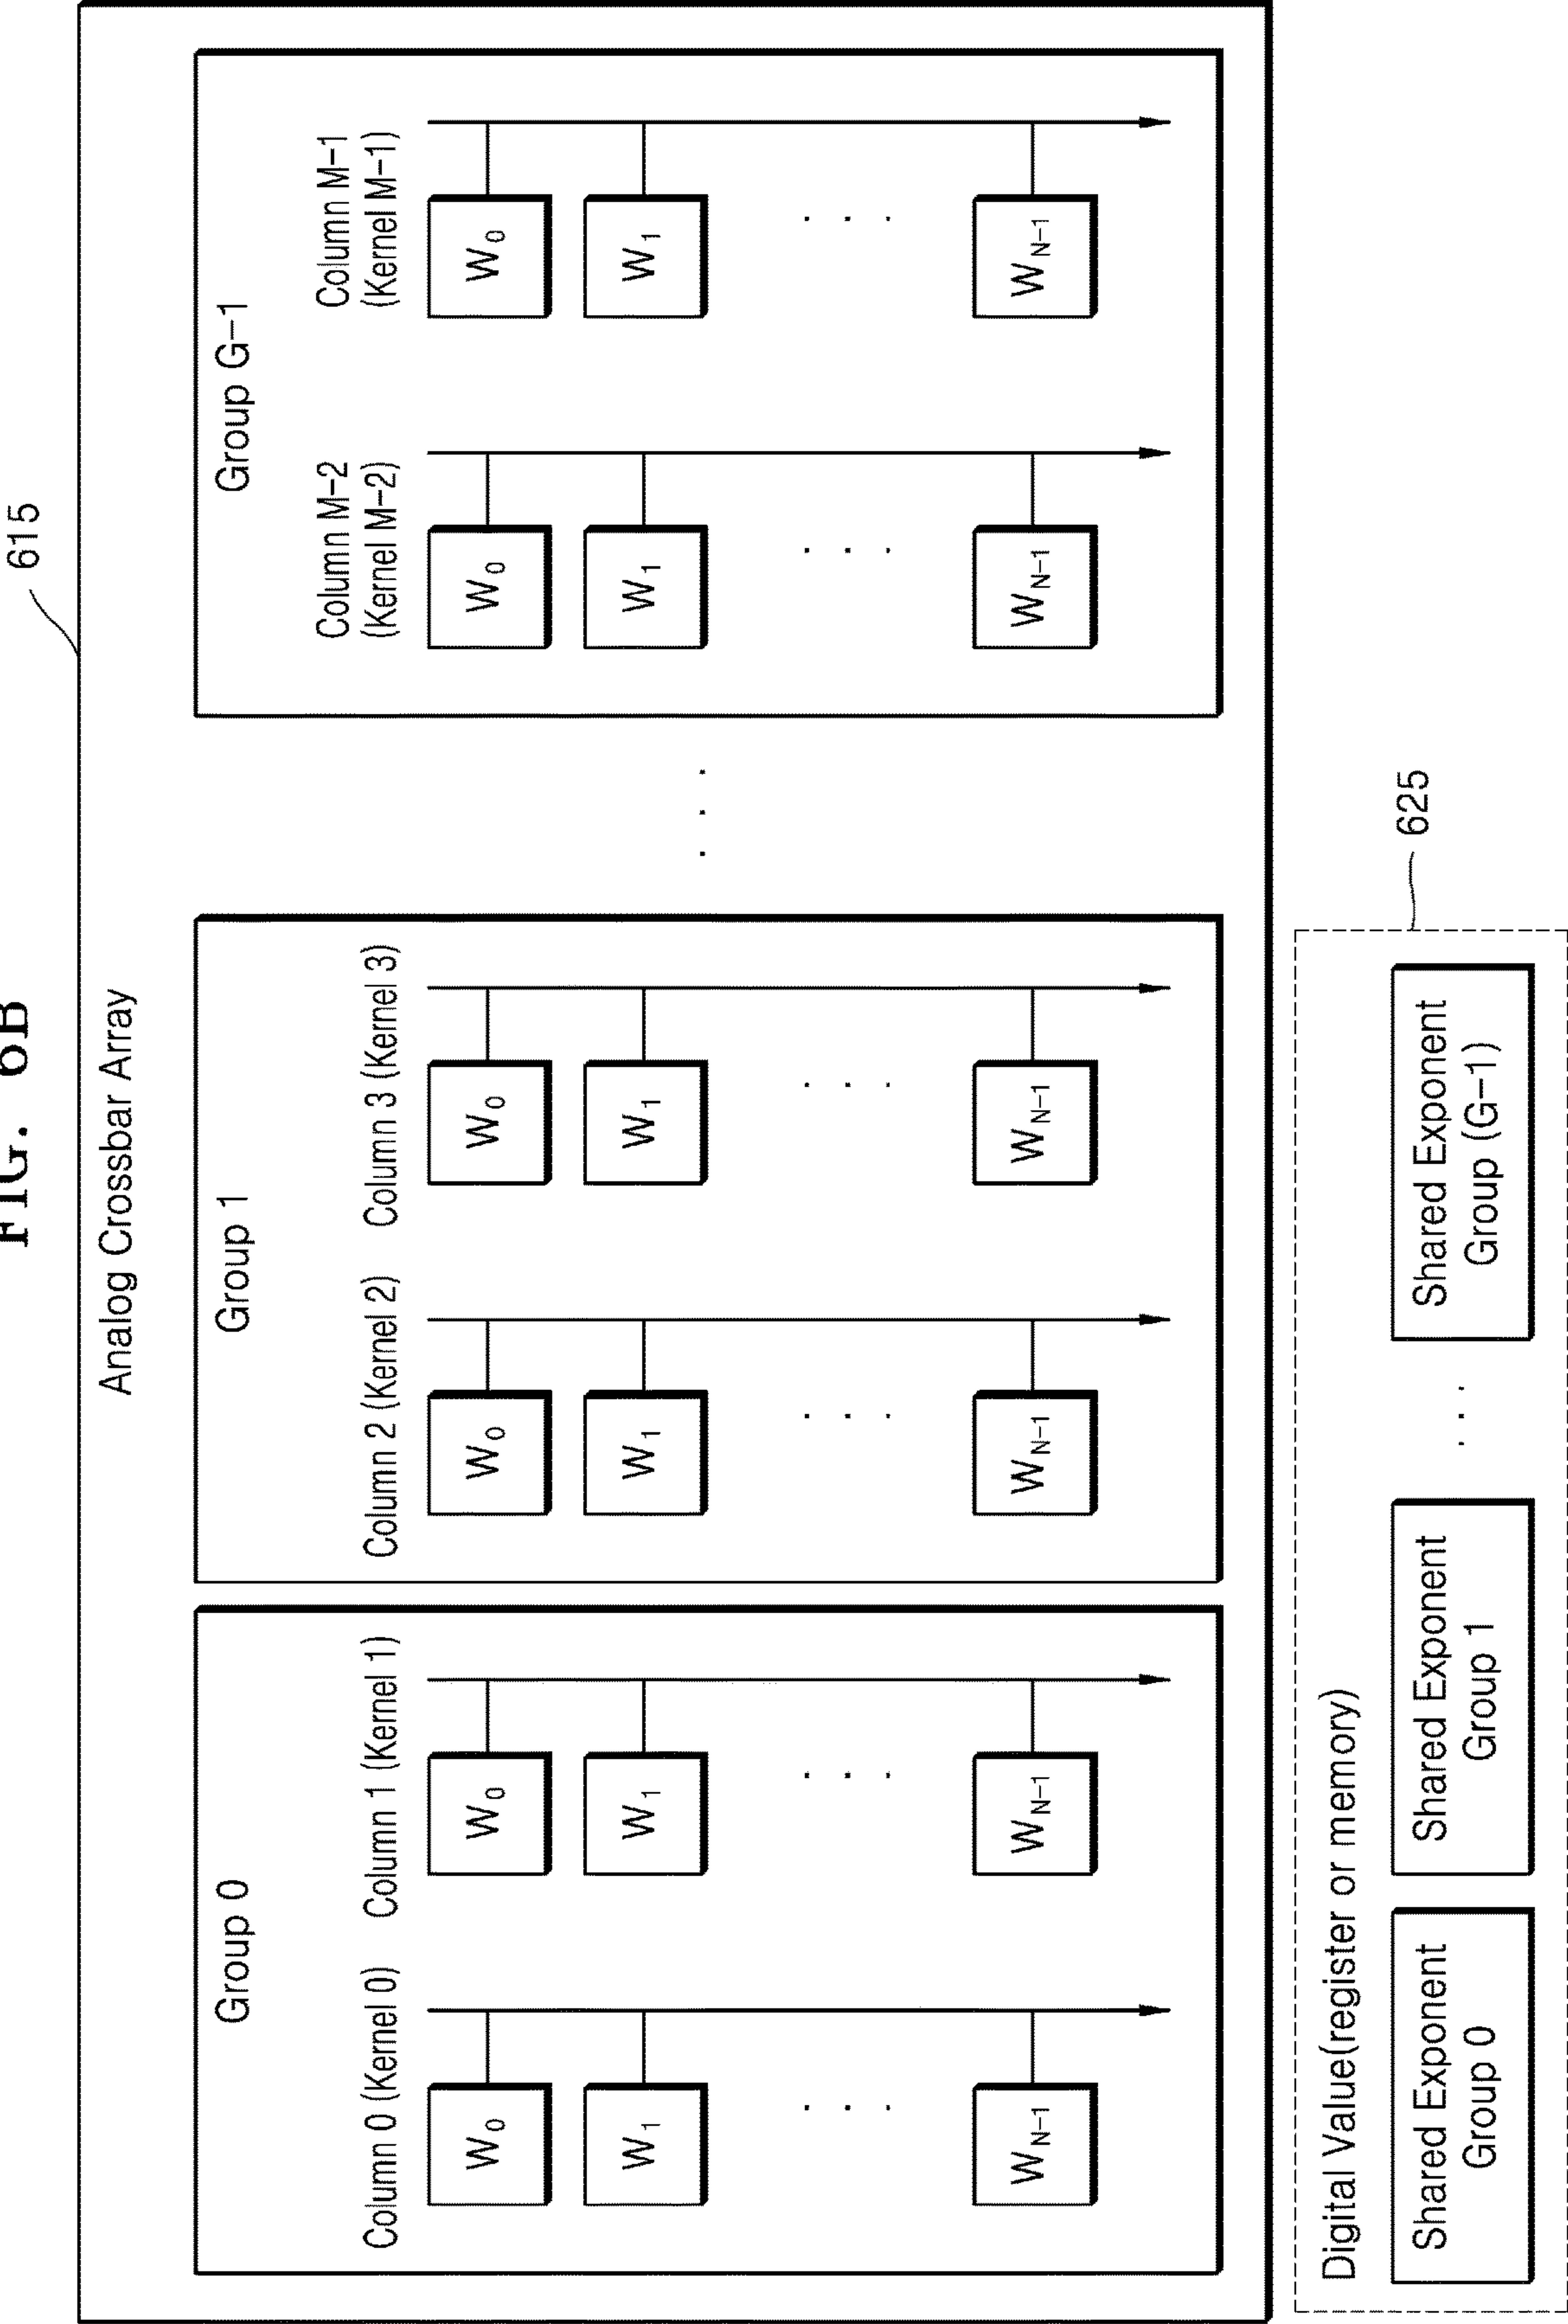 FIG. 6B
615
Analog Crossbar Array
Group 0
Column 0 (Kernel 0)
W0
W1
. . .
WN-1
Column 1 (Kernel 1)
W0
W1
. . .
WN-1
Group 1
Column 2 (Kernel 2)
W0
W1
. . .
WN-1
Column 3 (Kernel 3)
W0
W1
. . .
WN-1
. . .
Group G-1
Column M-2
(Kernel M-2)
W0
W1
. . .
WN-1
Column M-1
(Kernel M-1)
W0
W1
. . .
WN-1
Digital Value(register or memory)
Shared Exponent
Group 0
Shared Exponent
Group 1
. . .
Shared Exponent
Group (G-1)
625